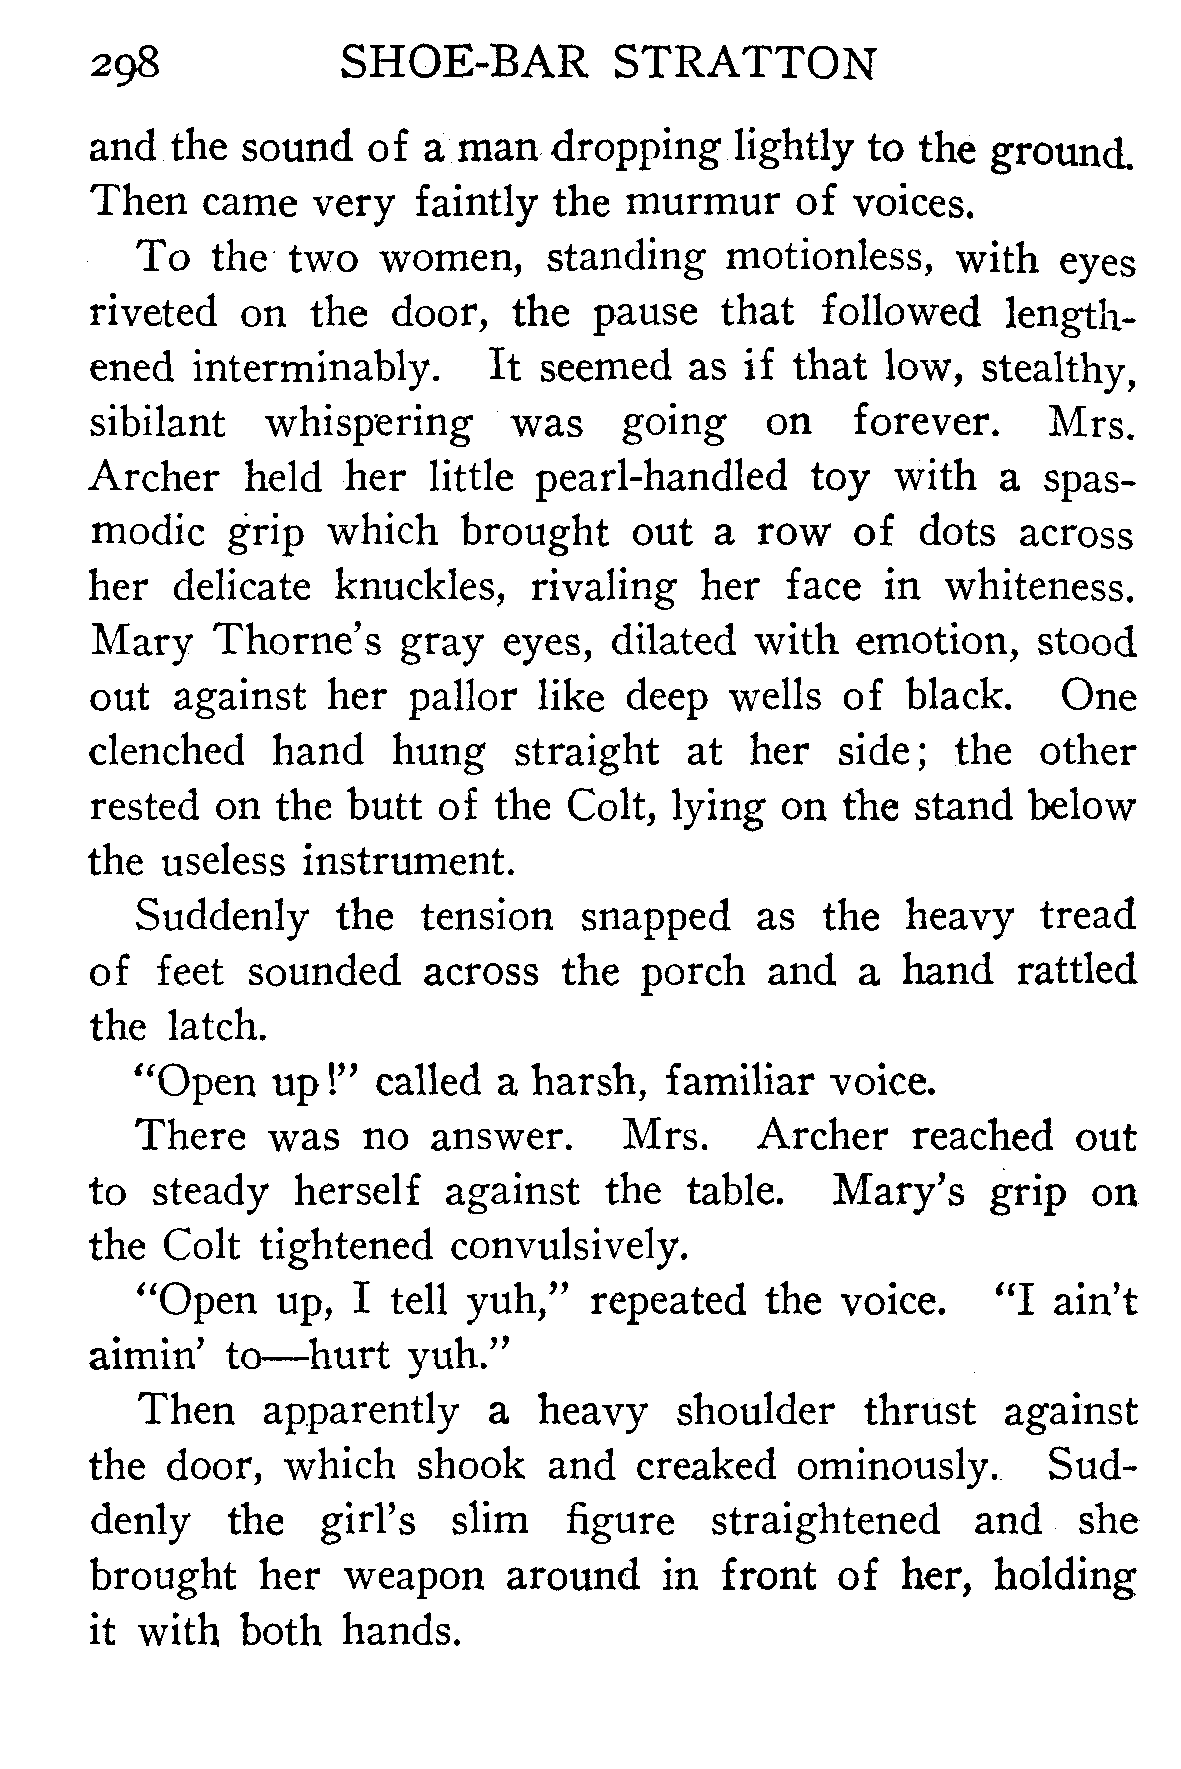 298 SHOE-BAR STRATTON
and the sound of a man dropping lightly to the ground.
Then came very faintly the murmur of voices.
To the two women, standing motionless, with eyes
riveted on the door, the pause that followed length-
ened interminably. It seemed as if that low, stealthy,
sibilant whispering was going on forever. Mrs.
Archer held her little pearl-handled toy with a spas-
modic grip which brought out a row of dots across
her delicate knuckles, rivaling her face in whiteness.
Mary Thorne's gray eyes, dilated with emotion, stood
out against her pallor like deep wells of black. One
clenched hand hung straight at her side; the other
rested on the butt of the Colt, lying on the stand below
the useless instrument.
Suddenly the tension snapped as the heavy tread
of feet sounded across the porch and a hand rattled
the latch.
“Open up!” called a harsh, familiar voice.
There was no answer. Mrs. Archer reached out
to steady herself against the table. Mary's grip on
the Colt tightened convulsively.
“Open up, I tell yuh,” repeated the voice. “I ain't
aimin' to—hurt yuh.”
Then apparently a heavy shoulder thrust against
the door, which shook and creaked ominously. Sud-
denly the girl's slim figure straightened and she
brought her weapon around in front of her, holding
it with both hands.